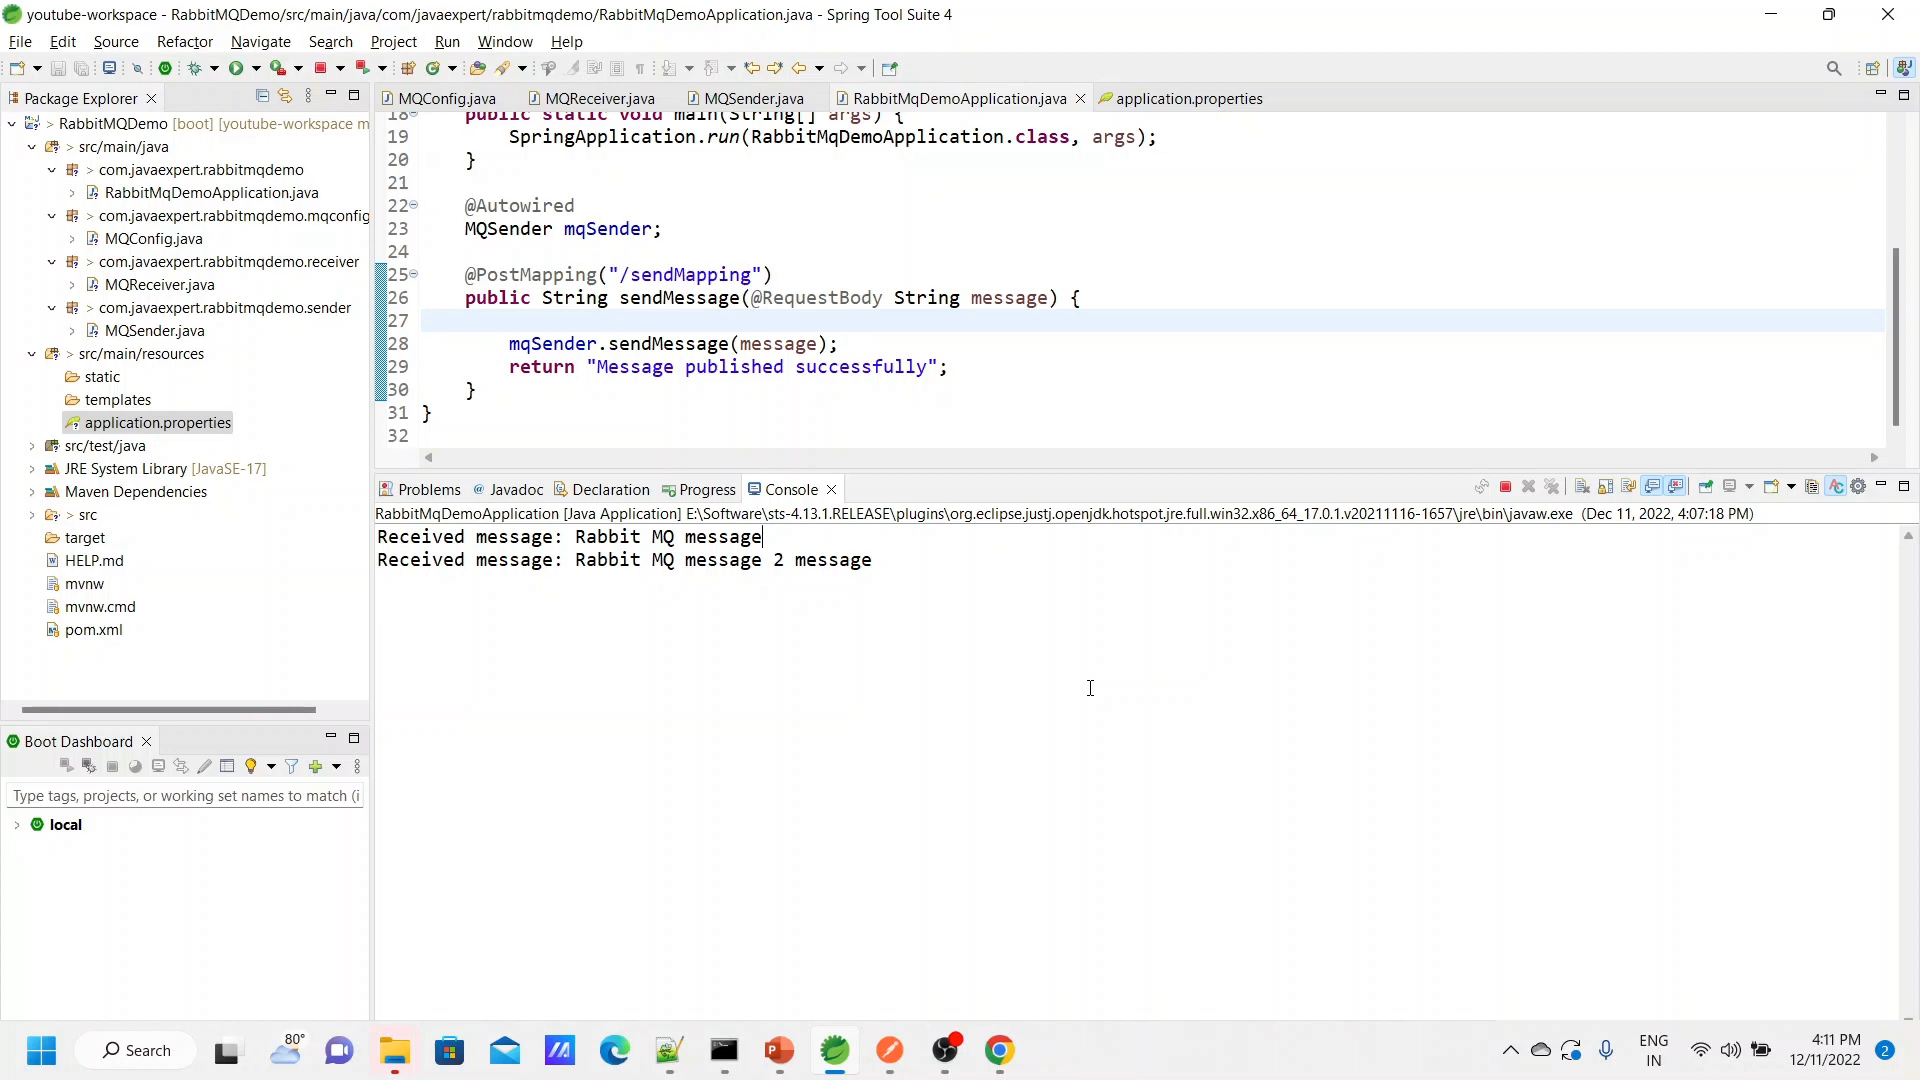 youtube-workspace - RabbitMQDemo/src/main/java/com/javaexpert/rabbitmqdemo/RabbitMqDemoApplication.java - Spring Tool Suite 4
File Edit Source Refactor Navigate Search Project Run Window Help
Package Explorer
> RabbitMQDemo [boot] [youtube-workspace m
> src/main/java
> com.javaexpert.rabbitmqdemo
RabbitMqDemoApplication.java
> com.javaexpert.rabbitmqdemo.mqconfig
MQConfig.java
> com.javaexpert.rabbitmqdemo.receiver
MQReceiver.java
> com.javaexpert.rabbitmqdemo.sender
MQSender.java
> src/main/resources
static
templates
application.properties
src/test/java
JRE System Library [JavaSE-17]
Maven Dependencies
> src
target
HELP.md
mvnw
mvnw.cmd
pom.xml
Boot Dashboard
Type tags, projects, or working set names to match (i
local
MQConfig.java MQReceiver.java MQSender.java RabbitMqDemoApplication.java application.properties
18 public static void main(String[] args) {
19 SpringApplication.run(RabbitMqDemoApplication.class, args);
20 }
21
22 @Autowired
23 MQSender mqSender;
24
25 @PostMapping("/sendMapping")
26 public String sendMessage(@RequestBody String message) {
27
28 mqSender.sendMessage(message);
29 return "Message published successfully";
30 }
31 }
32
Problems @ Javadoc Declaration Progress Console
RabbitMqDemoApplication [Java Application] E:\Software\sts-4.13.1.RELEASE\plugins\org.eclipse.justj.openjdk.hotspot.jre.full.win32.x86_64_17.0.1.v20211116-1657\jre\bin\javaw.exe (Dec 11, 2022, 4:07:18 PM)
Received message: Rabbit MQ message
Received message: Rabbit MQ message 2 message
Search
80°
ENG
IN
4:11 PM
12/11/2022
2